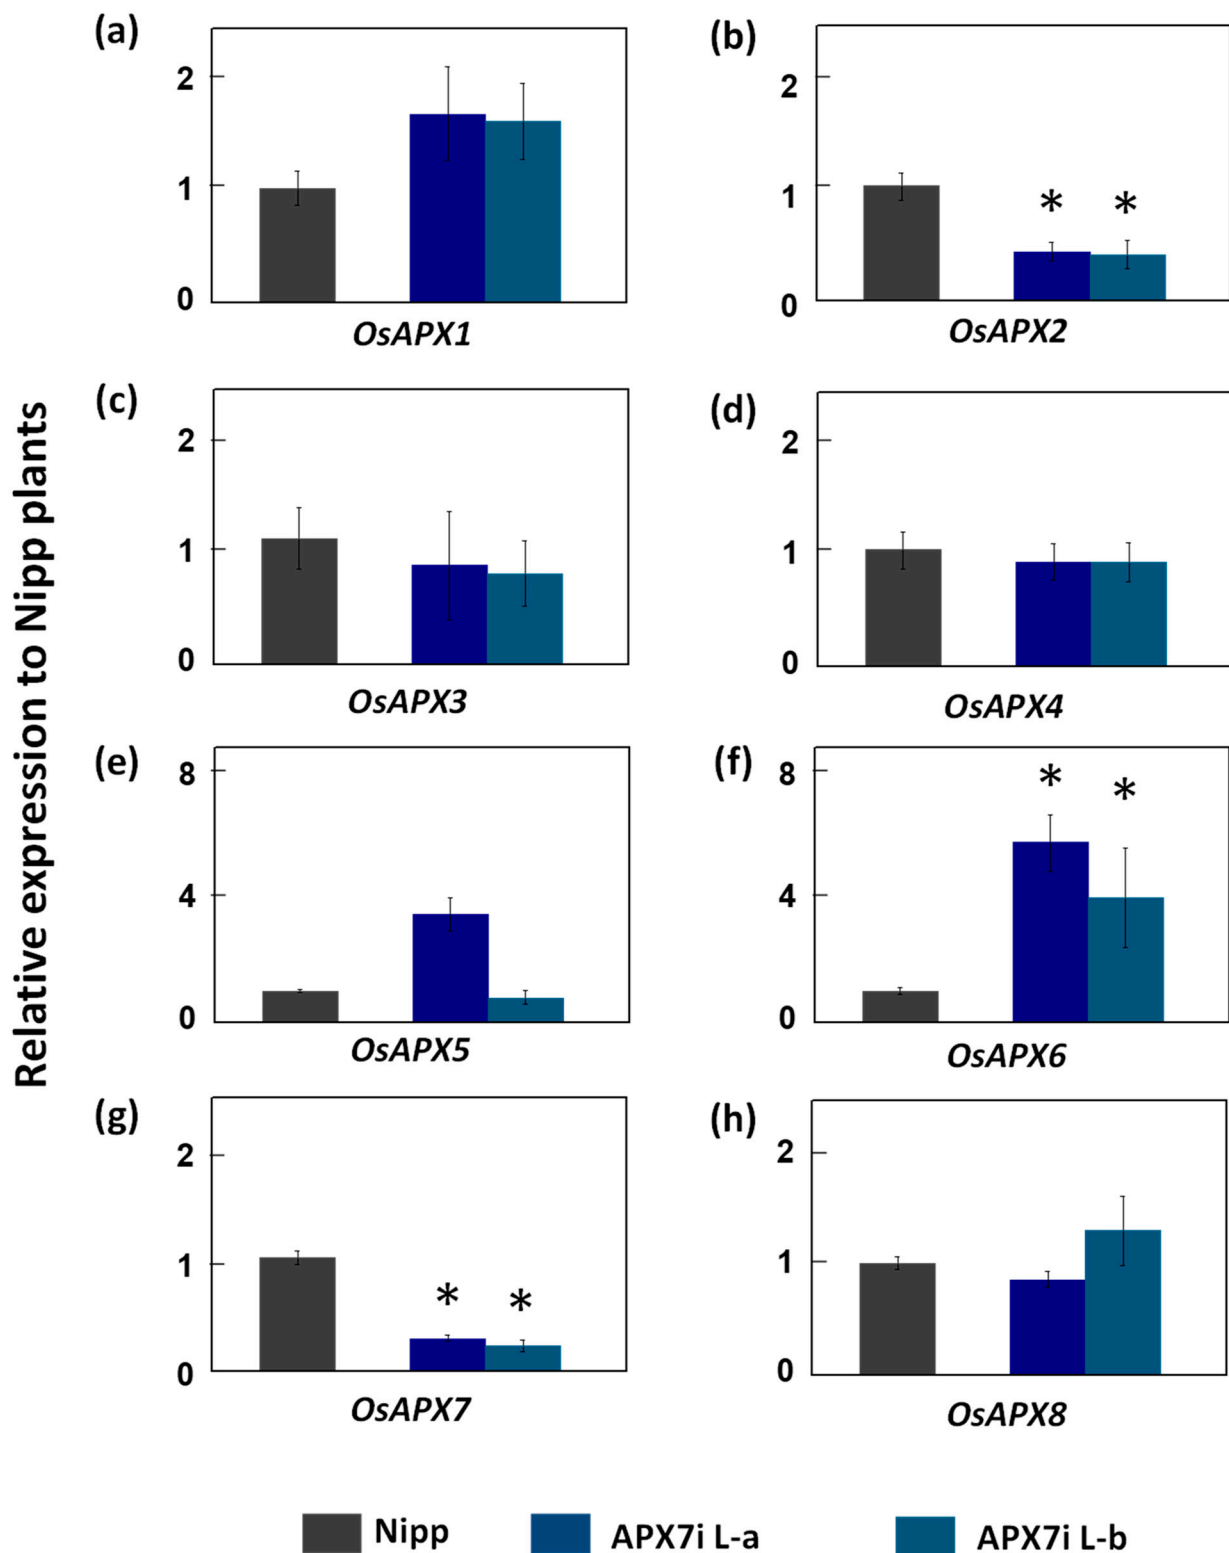 Relative expression to Nipp plants
(a)
2
1
0
OsAPX1
(b)
2
1
0
* *
OsAPX2
(c)
2
1
0
OsAPX3
(d)
2
1
0
OsAPX4
(e)
8
4
0
OsAPX5
(f)
8
4
0
* *
OsAPX6
(g)
2
1
0
* *
OsAPX7
(h)
2
1
0
OsAPX8
Nipp APX7i L-a APX7i L-b